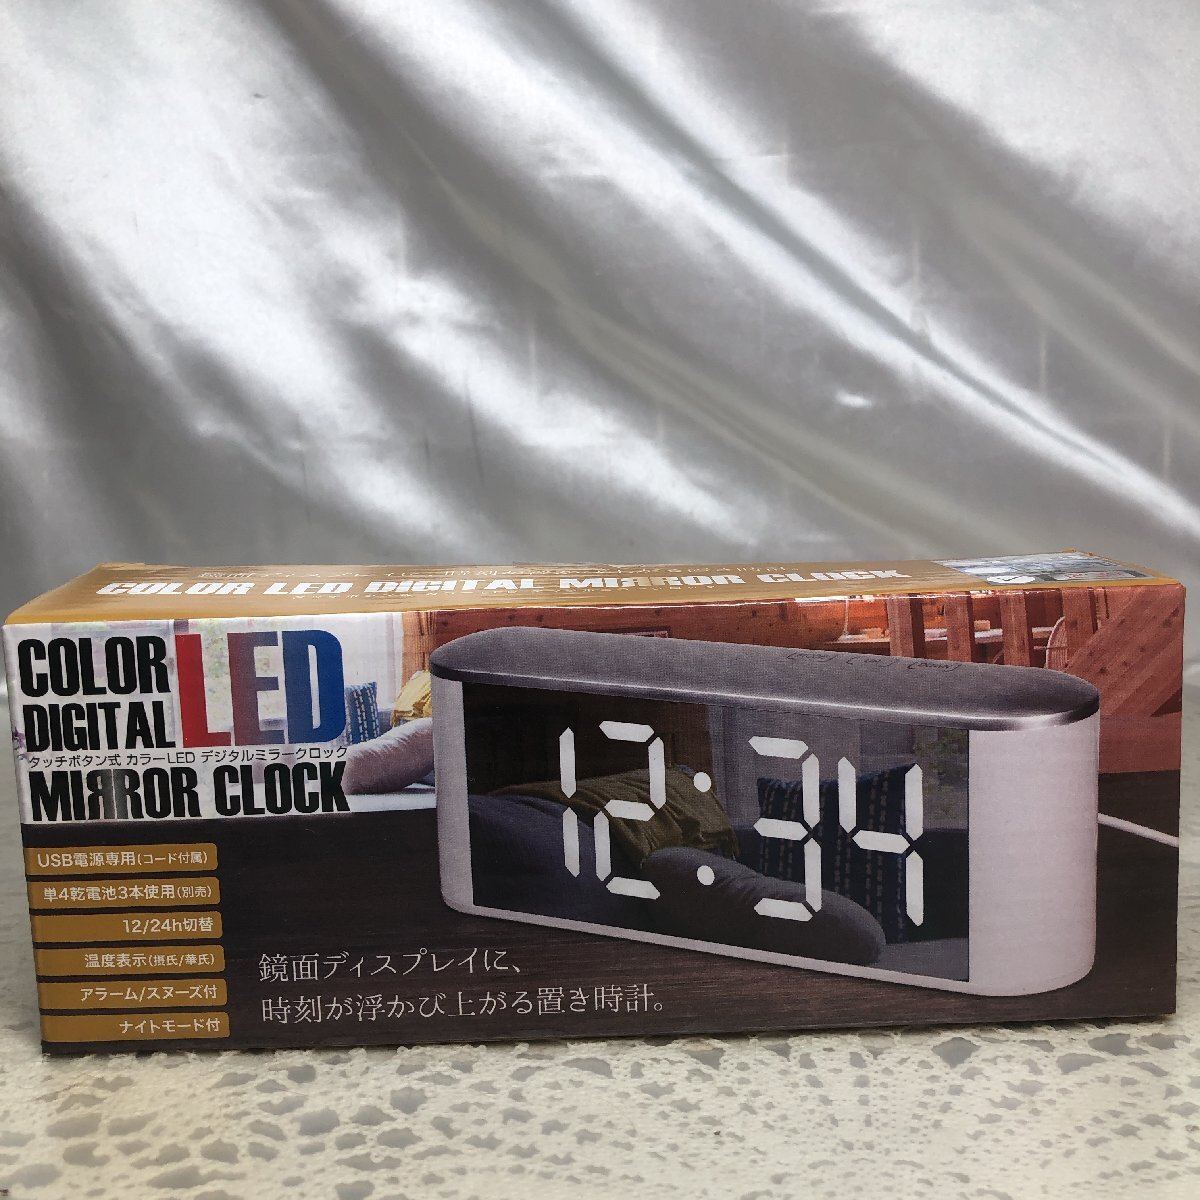 COLOR LED DIGITAL MIRROR CLOCK
COLOR LED
DIGITAL
タッチボタン式 カラーLED デジタルミラークロック
MIRROR CLOCK
12:34
USB電源専用(コード付属)
単4乾電池3本使用(別売)
12/24h切替
温度表示(摂氏/華氏)
アラーム/スヌーズ付
ナイトモード付
鏡面ディスプレイに、
時刻が浮かび上がる置き時計。